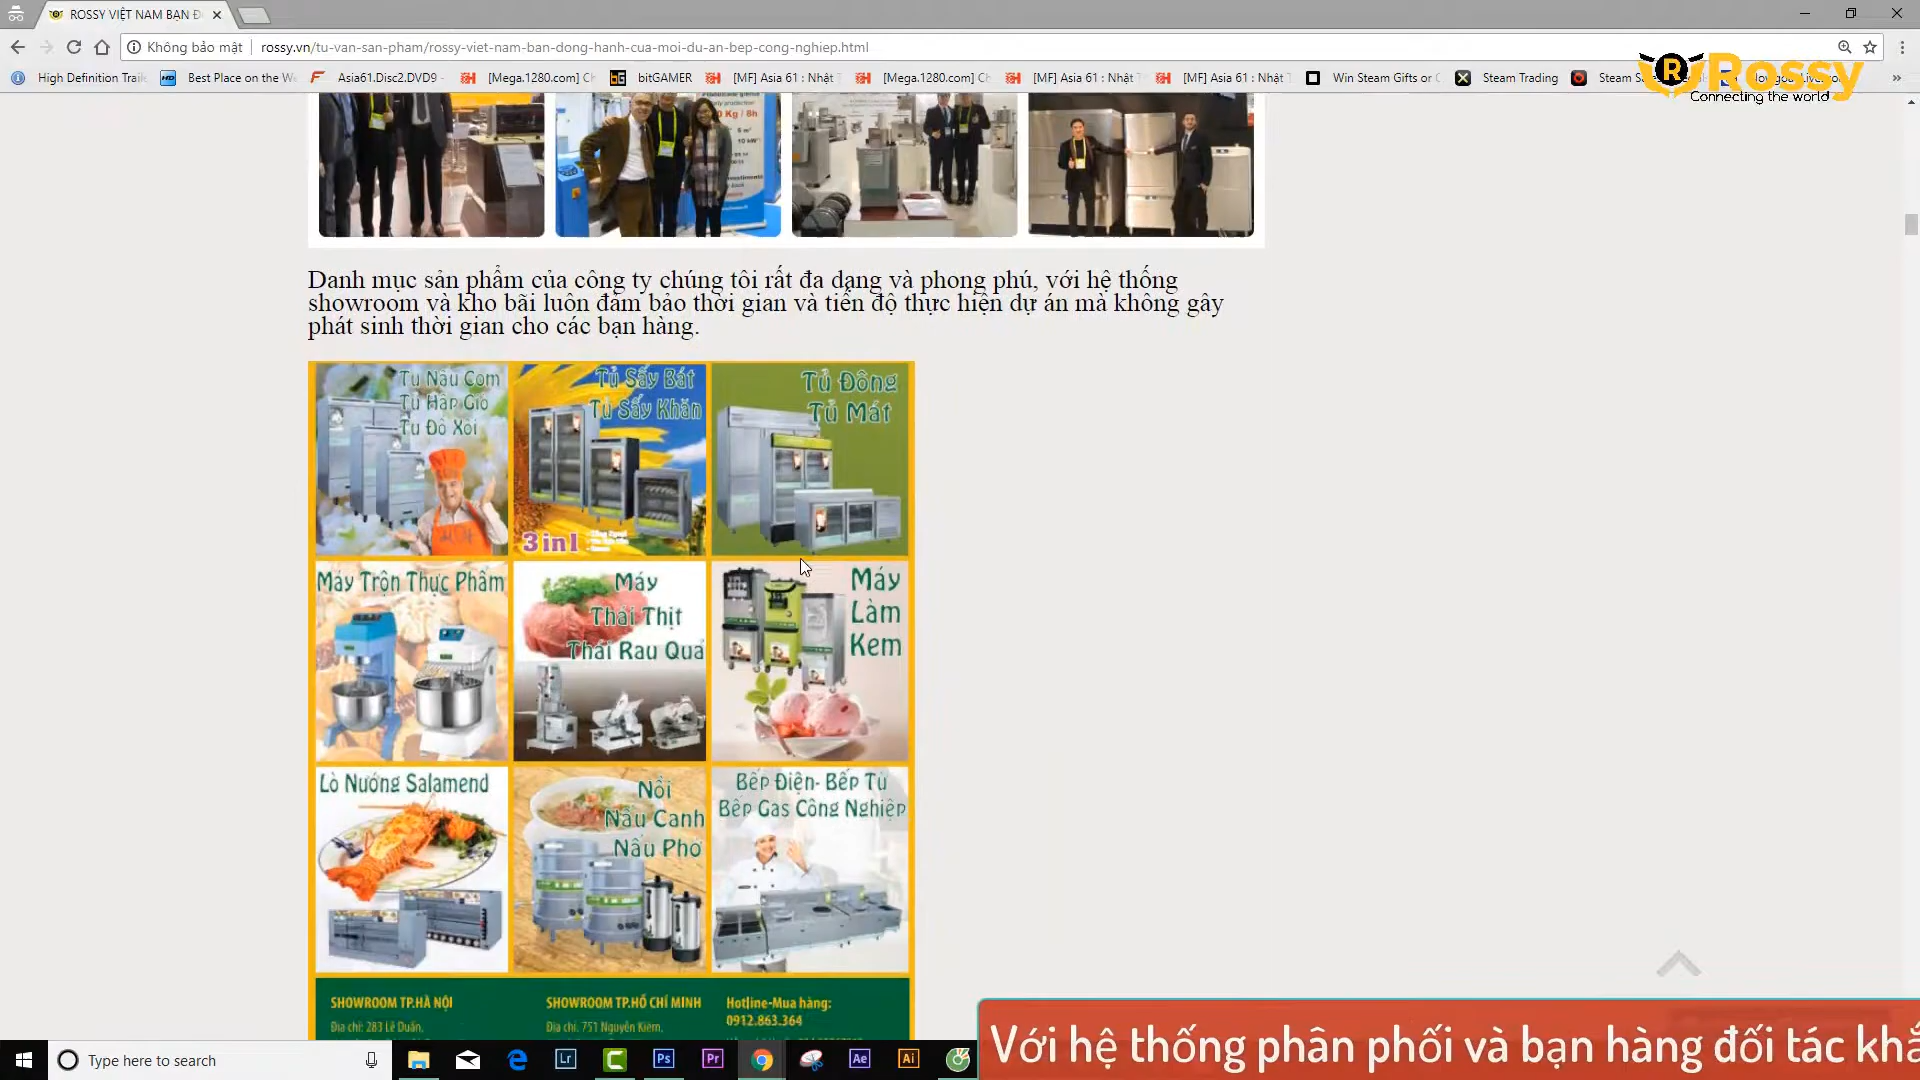 ROSSY VIỆT NAM BẠN Đ
Không bảo mật
rossy.vn/tu-van-san-pham/rossy-viet-nam-ban-dong-hanh-cua-moi-du-an-bep-cong-nghiep.html
High Definition Trail
Best Place on the We
Asia61.Disc2.DVD9 -
[Mega.1280.com] C
bitGAMER
[MF] Asia 61 : Nhật T
[Mega.1280.com] C
[MF] Asia 61 : Nhật T
[MF] Asia 61 : Nhật T
Win Steam Gifts or C
Steam Trading
Steam
Rossy
Connecting the world
Kg / 8h
Danh mục sản phẩm của công ty chúng tôi rất đa dạng và phong phú, với hệ thống
showroom và kho bãi luôn đảm bảo thời gian và tiến độ thực hiện dự án mà không gây
phát sinh thời gian cho các bạn hàng.
Tủ Nấu Cơm
Tủ Hấp Giò
Tủ Đồ Xôi
Tủ Sấy Bát
Tủ Sấy Khăn
3in1
Tủ Đông
Tủ Mát
Máy Trộn Thực Phẩm
Máy
Thái Thịt
Thái Rau Quả
Máy
Làm
Kem
Lò Nướng Salamend
Nồi
Nấu Canh
Nấu Phở
Bếp Điện- Bếp Từ
Bếp Gas Công Nghiệp
SHOWROOM TP.HÀ NỘI
Địa chỉ: 283 Lê Duẩn,
SHOWROOM TP.HỒ CHÍ MINH
Địa chỉ. 751 Nguyễn Kiệm,
Hotline-Mua hàng:
0912.863.364
Với hệ thống phân phối và bạn hàng đối tác khắ
Type here to search